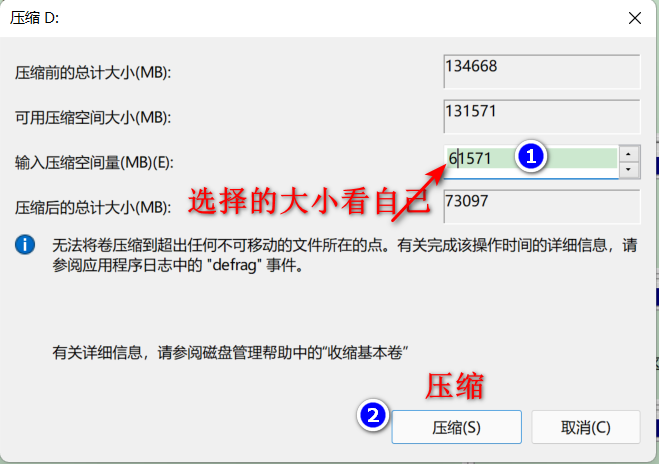 压缩 D:
压缩前的总计大小(MB):
134668
可用压缩空间大小(MB):
131571
输入压缩空间量(MB)(E):
61571
1
选择的大小看自己
压缩后的总计大小(MB):
73097
无法将卷压缩到超出任何不可移动的文件所在的点。有关完成该操作时间的详细信息，请
参阅应用程序日志中的 "defrag" 事件。
有关详细信息，请参阅磁盘管理帮助中的“收缩基本卷”
压缩
2
压缩(S)
取消(C)